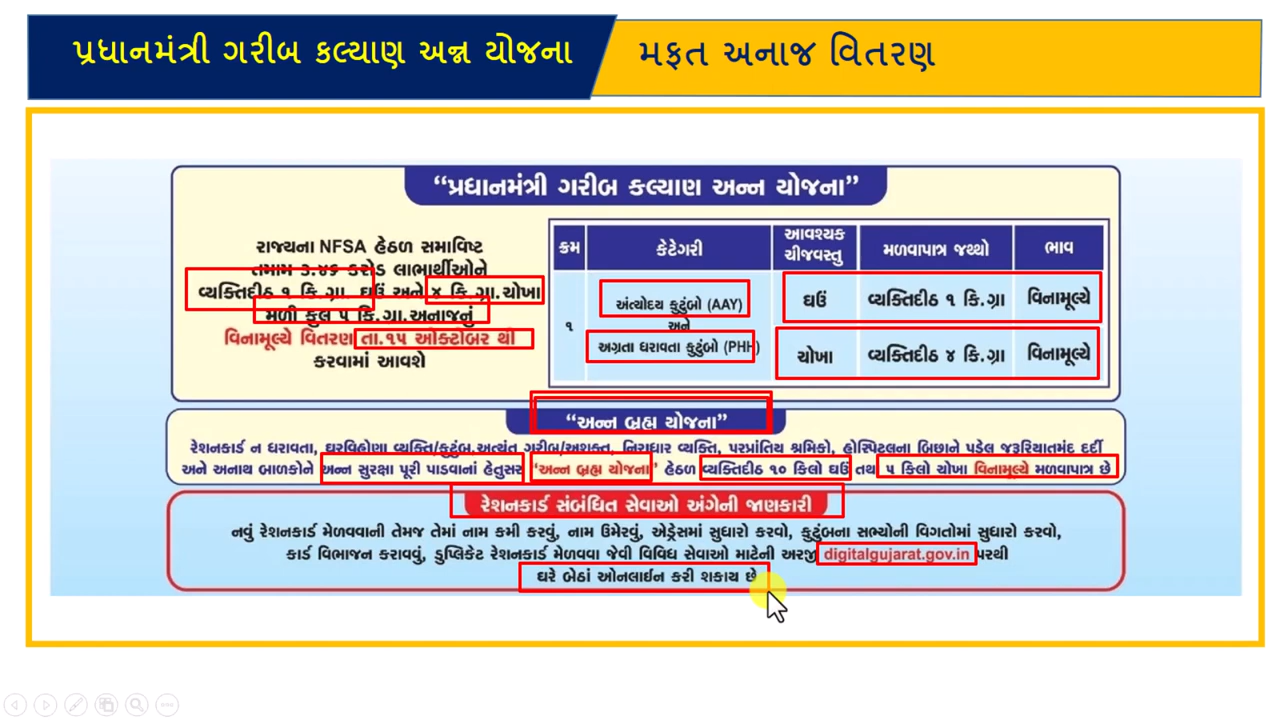 પ્રધાનમંત્રી ગરીબ કલ્યાણ અન્ન યોજના
મફત અનાજ વિતરણ
“પ્રધાનમંત્રી ગરીબ કલ્યાણ અન્ન યોજના”
રાજ્યના NFSA હેઠળ સમાવિષ્ટ
તમામ ૩.૪૬ કરોડ લાભાર્થીઓને
વ્યક્તિદીઠ ૧ કિ.ગ્રા. ઘઉં અને ૪ કિ.ગ્રા.ચોખા
મળી કુલ ૫ કિ.ગ્રા.અનાજનું
વિનામૂલ્યે વિતરણ તા.૧૫ ઓક્ટોબર થી
કરવામાં આવશે
ક્રમ કેટેગરી આવશ્યક ચીજવસ્તુ મળવાપાત્ર જથ્થો ભાવ
૧ અંત્યોદય કુટુંબો (AAY)
અને
અગ્રતા ધરાવતા કુટુંબો (PHH)
ઘઉં વ્યક્તિદીઠ ૧ કિ.ગ્રા વિનામૂલ્યે
ચોખા વ્યક્તિદીઠ ૪ કિ.ગ્રા વિનામૂલ્યે
“અન્ન બ્રહ્મ યોજના”
રેશનકાર્ડ ન ધરાવતા, ઘરવિહોણા વ્યક્તિ/કુટુંબ,અત્યંત ગરીબ/અશક્ત, નિરાધાર વ્યક્તિ, પરપ્રાંતિય શ્રમિકો, હોસ્પિટલના બિછાને પડેલ જરૂરિયાતમંદ દર્દી
અને અનાથ બાળકોને અન્ન સુરક્ષા પૂરી પાડવાનાં હેતુસર ‘અન્ન બ્રહ્મ યોજના’ હેઠળ વ્યક્તિદીઠ ૧૦ કિલો ઘઉં તથા ૫ કિલો ચોખા વિનામૂલ્યે મળવાપાત્ર છે
રેશનકાર્ડ સંબંધિત સેવાઓ અંગેની જાણકારી
નવું રેશનકાર્ડ મેળવવાની તેમજ તેમાં નામ કમી કરવું, નામ ઉમેરવું, એડ્રેસમાં સુધારો કરવો, કુટુંબના સભ્યોની વિગતોમાં સુધારો કરવો,
કાર્ડ વિભાજન કરાવવું, ડુપ્લિકેટ રેશનકાર્ડ મેળવવા જેવી વિવિધ સેવાઓ માટેની અરજી digitalgujarat.gov.in પરથી
ઘરે બેઠાં ઓનલાઈન કરી શકાય છે